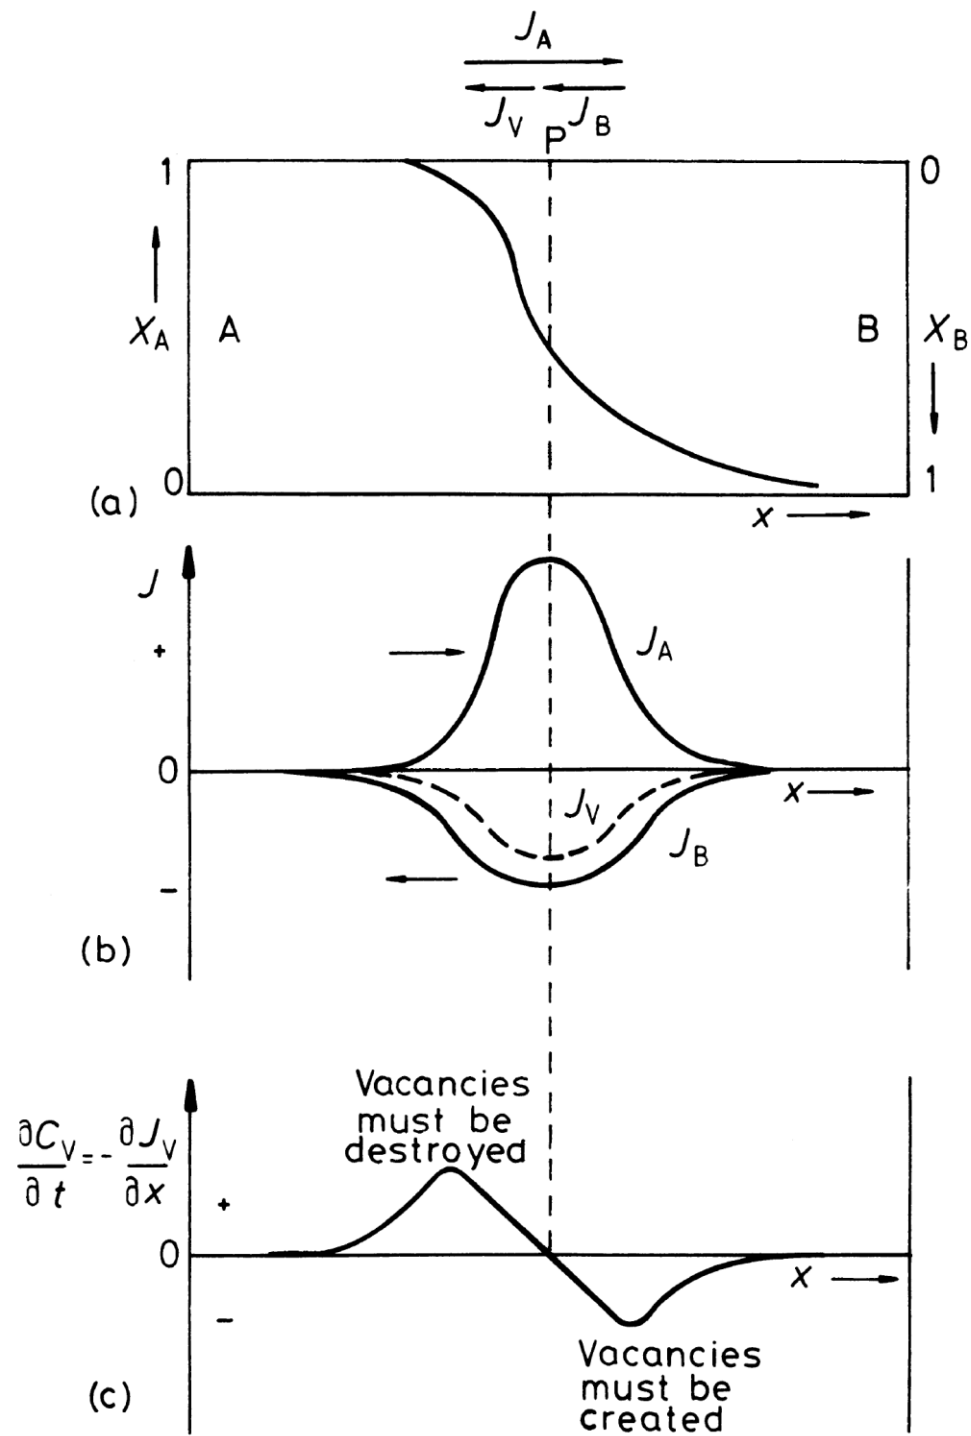 J_A
J_V P J_B
1 0
X_A A B X_B
0 1
(a) x
J
+
J_A
0
J_V x
J_B
−
(b)
Vacancies
must be
destroyed
∂C_V/∂t = - ∂J_V/∂x
+
0
x
−
Vacancies
must be
created
(c)